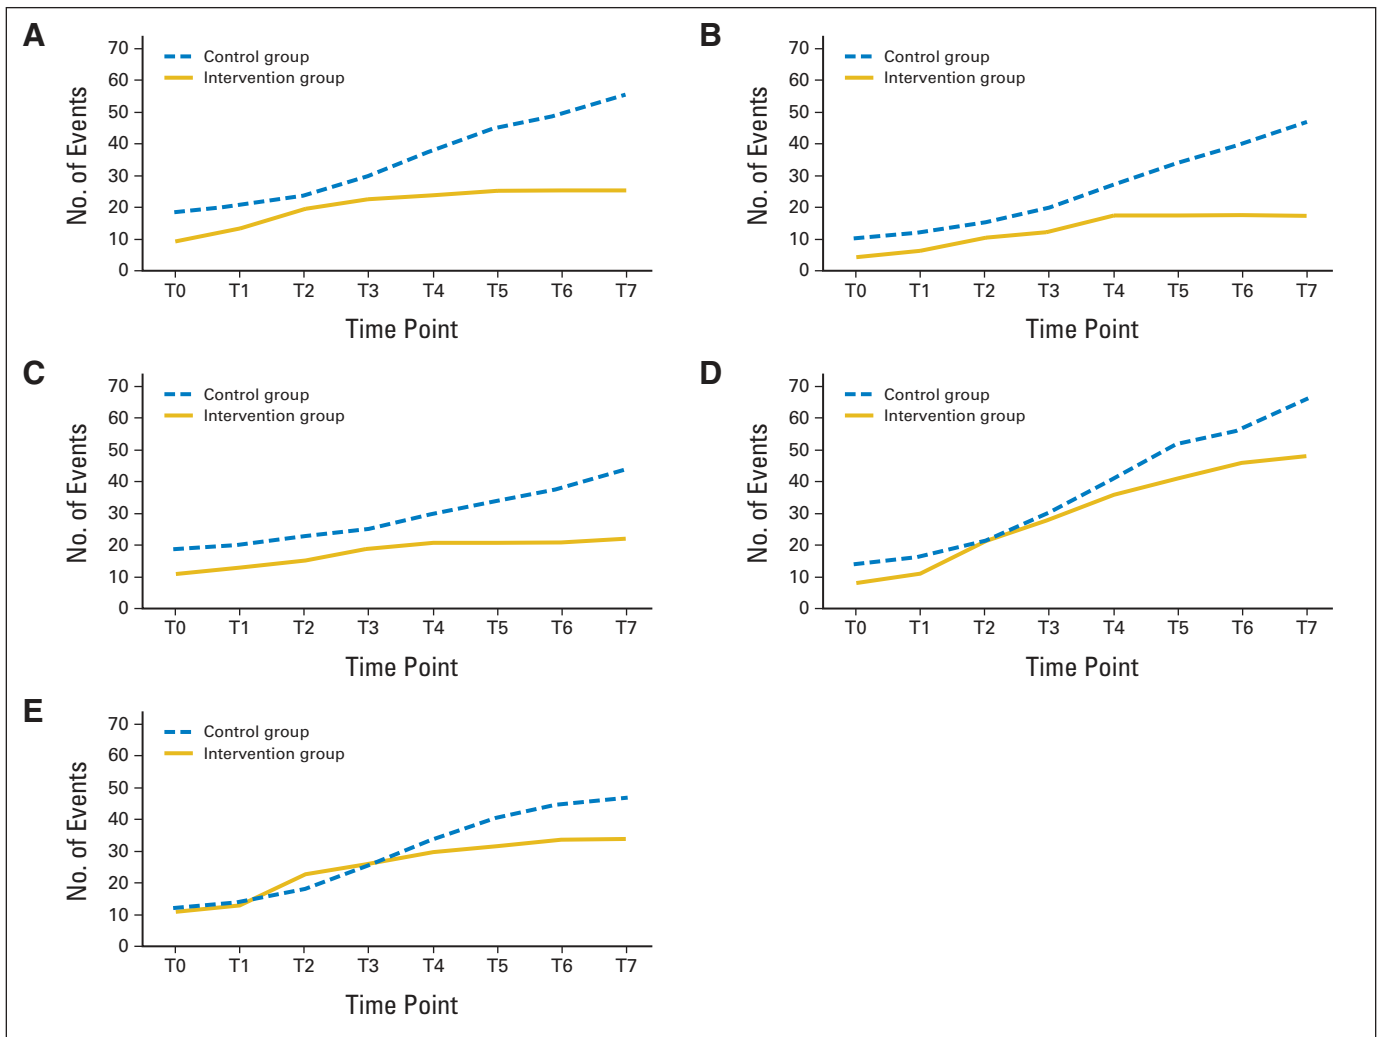 A
No. of Events
70
60
50
40
30
20
10
0
Control group
Intervention group
T0 T1 T2 T3 T4 T5 T6 T7
Time Point
B
No. of Events
70
60
50
40
30
20
10
0
Control group
Intervention group
T0 T1 T2 T3 T4 T5 T6 T7
Time Point
C
No. of Events
70
60
50
40
30
20
10
0
Control group
Intervention group
T0 T1 T2 T3 T4 T5 T6 T7
Time Point
D
No. of Events
70
60
50
40
30
20
10
0
Control group
Intervention group
T0 T1 T2 T3 T4 T5 T6 T7
Time Point
E
No. of Events
70
60
50
40
30
20
10
0
Control group
Intervention group
T0 T1 T2 T3 T4 T5 T6 T7
Time Point